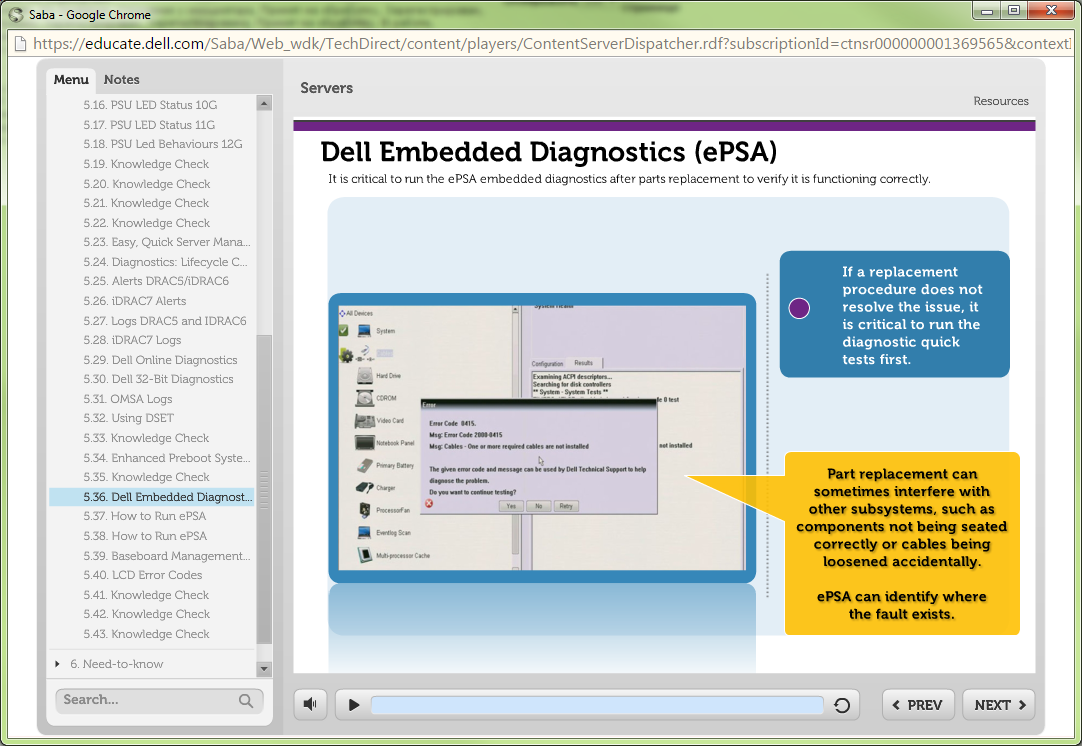 Saba - Google Chrome
https://educate.dell.com/Saba/Web_wdk/TechDirect/content/players/ContentServerDispatcher.rdf?subscriptionId=ctnsr000000001369565&contextI
Menu
Notes
5.16. PSU LED Status 10G
5.17. PSU LED Status 11G
5.18. PSU Led Behaviours 12G
5.19. Knowledge Check
5.20. Knowledge Check
5.21. Knowledge Check
5.22. Knowledge Check
5.23. Easy, Quick Server Mana...
5.24. Diagnostics: Lifecycle C...
5.25. Alerts DRAC5/iDRAC6
5.26. iDRAC7 Alerts
5.27. Logs DRAC5 and IDRAC6
5.28. iDRAC7 Logs
5.29. Dell Online Diagnostics
5.30. Dell 32-Bit Diagnostics
5.31. OMSA Logs
5.32. Using DSET
5.33. Knowledge Check
5.34. Enhanced Preboot Syste...
5.35. Knowledge Check
5.36. Dell Embedded Diagnost...
5.37. How to Run ePSA
5.38. How to Run ePSA
5.39. Baseboard Management...
5.40. LCD Error Codes
5.41. Knowledge Check
5.42. Knowledge Check
5.43. Knowledge Check
6. Need-to-know
Search...
Servers
Resources
Dell Embedded Diagnostics (ePSA)
It is critical to run the ePSA embedded diagnostics after parts replacement to verify it is functioning correctly.
All Devices
System
Hard Drive
CDROM
Video Card
Notebook Panel
Primary Battery
Charger
ProcessorFan
Eventlog Scan
Multi-processor Cache
System Health
Configuration
Results
Examining ACPI descriptors...
Searching for disk controllers
** System - System Tests **
de 0 test
not installed
Error
Error Code 0415.
Msg: Error Code 2000-0415
Msg: Cables - One or more required cables are not installed
The given error code and message can be used by Dell Technical Support to help
diagnose the problem.
Do you want to continue testing?
Yes
No
Retry
If a replacement
procedure does not
resolve the issue, it
is critical to run the
diagnostic quick
tests first.
Part replacement can
sometimes interfere with
other subsystems, such as
components not being seated
correctly or cables being
loosened accidentally.
ePSA can identify where
the fault exists.
PREV
NEXT